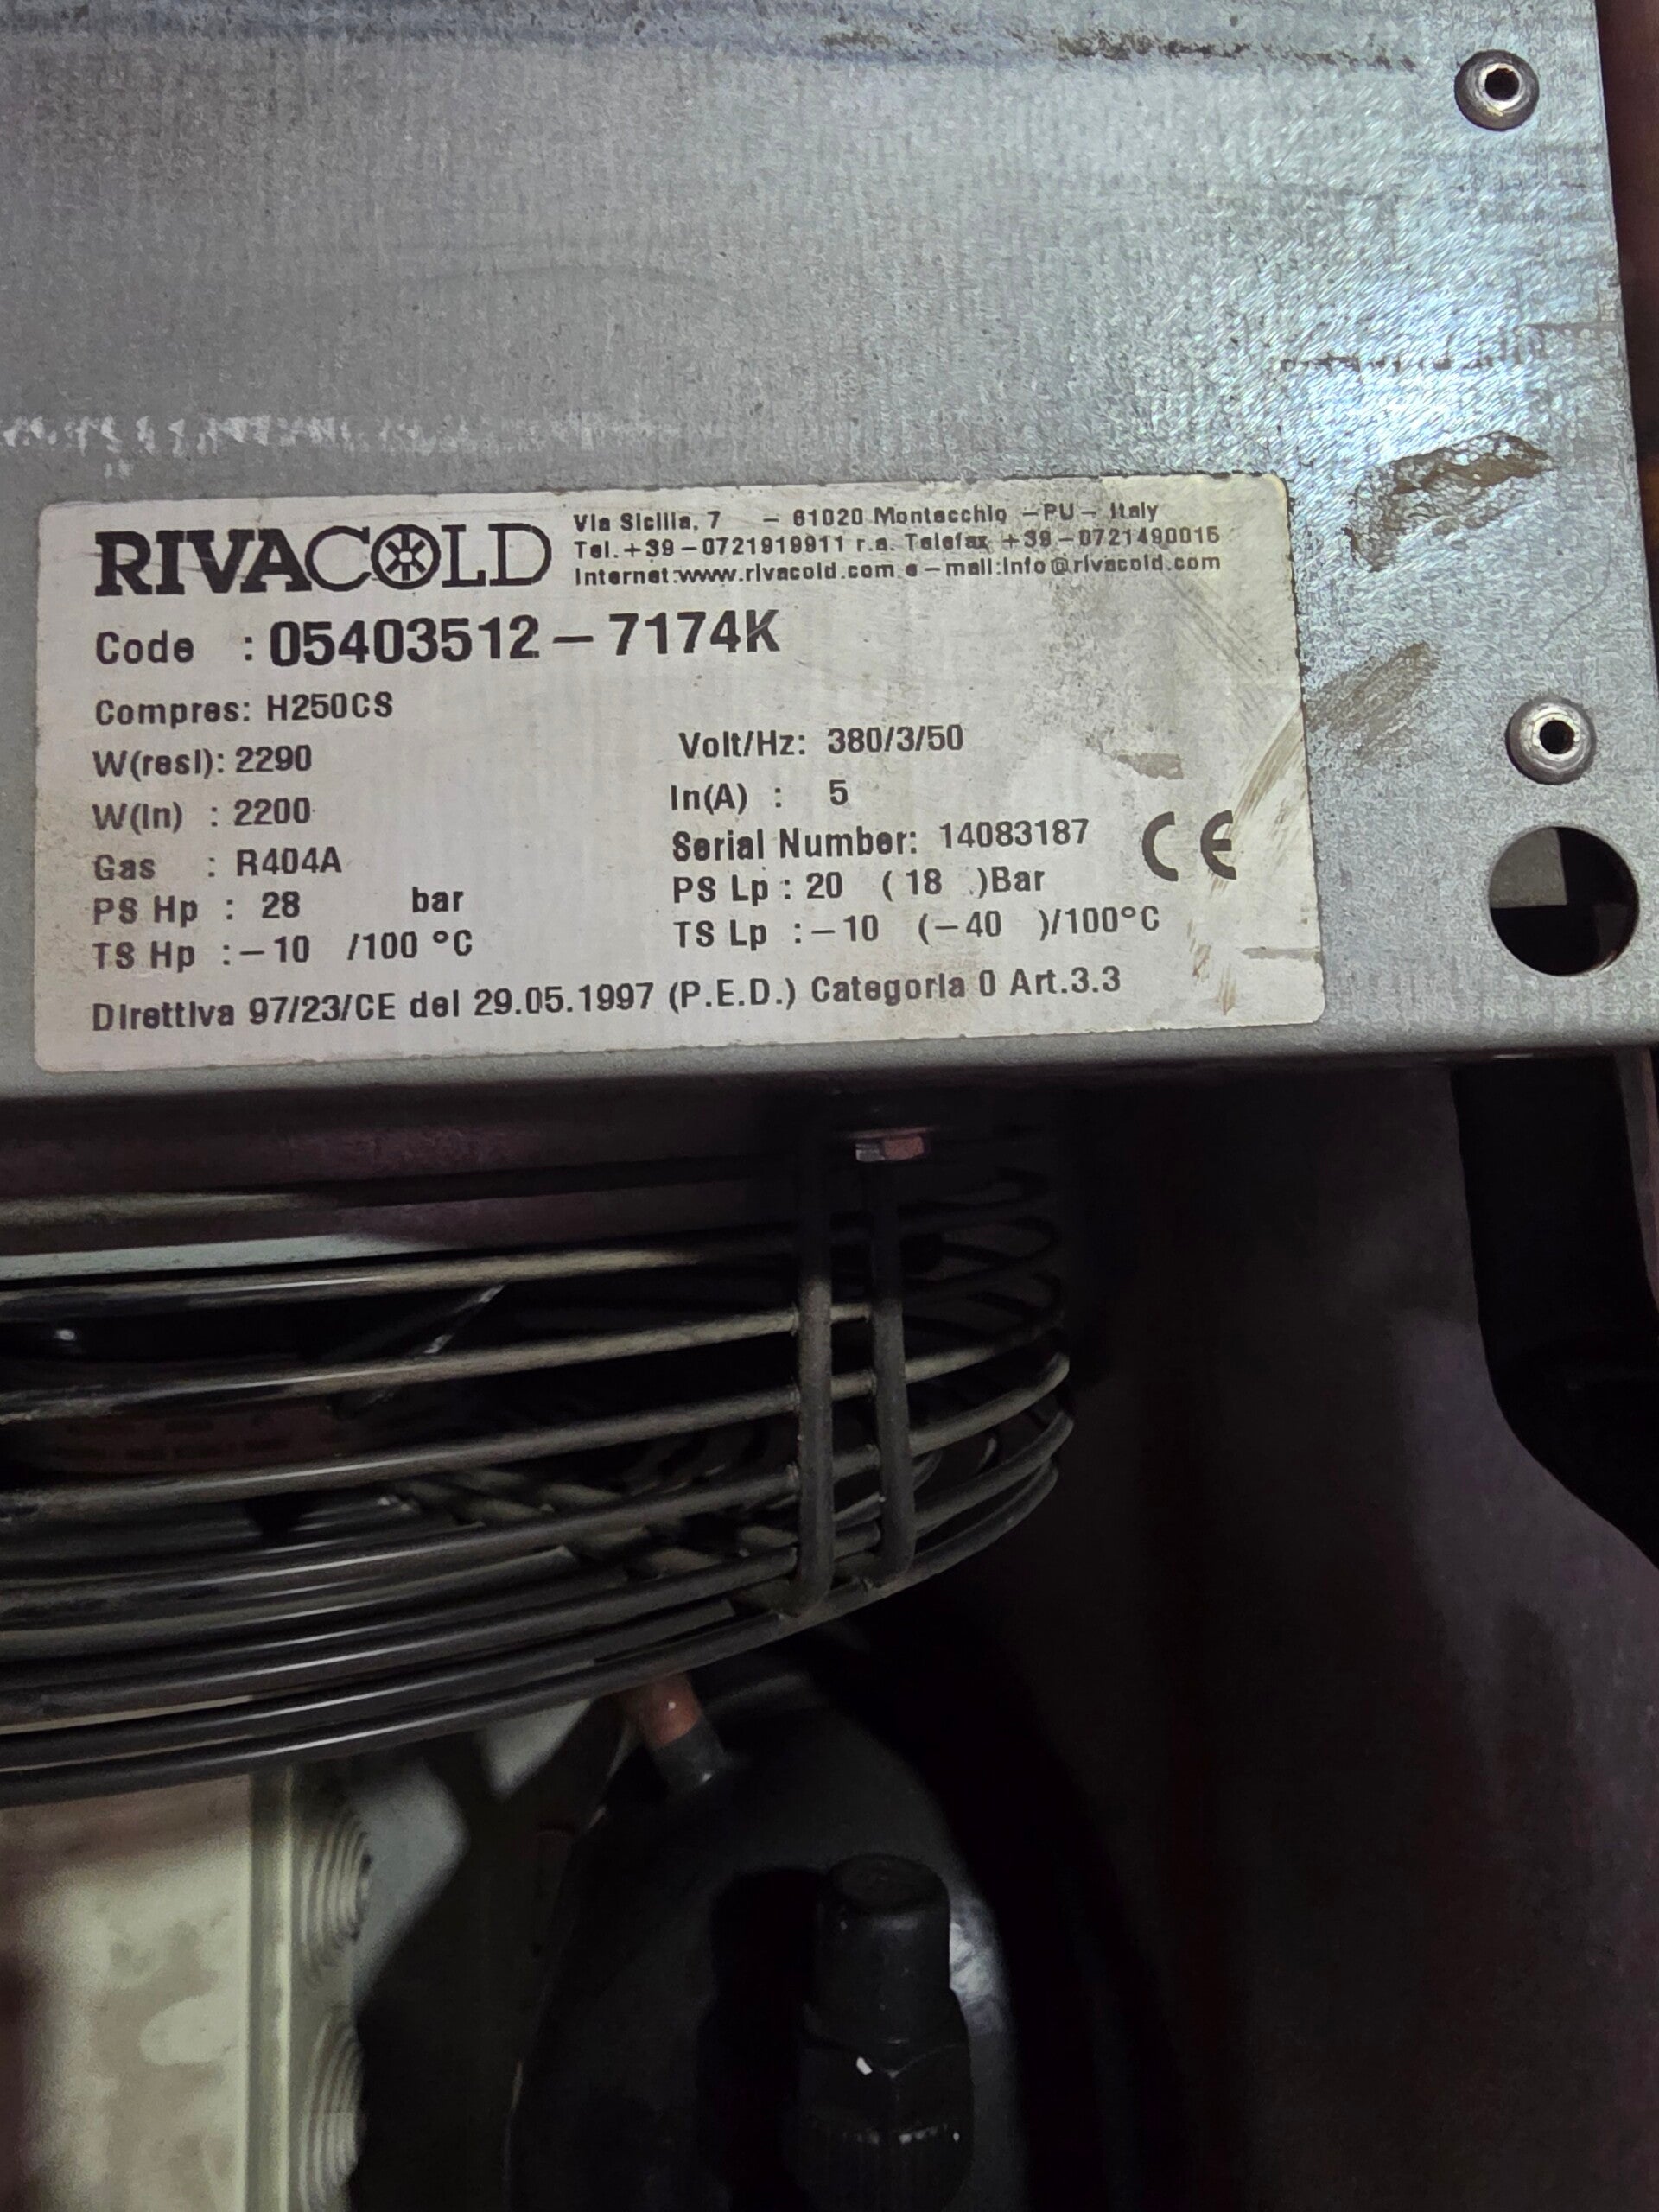 RIVACOLD
Via Sicilia, 7 – 61020 Montecchio –PU– Italy
Tel.+39–0721919911 r.a. Telefax +39–0721490015
Internet:www.rivacold.com e–mail:info@rivacold.com
Code : 05403512–7174K
Compres: H250CS
W(resi): 2290
Volt/Hz: 380/3/50
W(in) : 2200
In(A) : 5
Gas : R404A
Serial Number: 14083187
CE
PS Hp : 28 bar
PS Lp : 20 (18 )Bar
TS Hp :–10 /100 °C
TS Lp :–10 (–40 )/100°C
Direttiva 97/23/CE del 29.05.1997 (P.E.D.) Categoria 0 Art.3.3